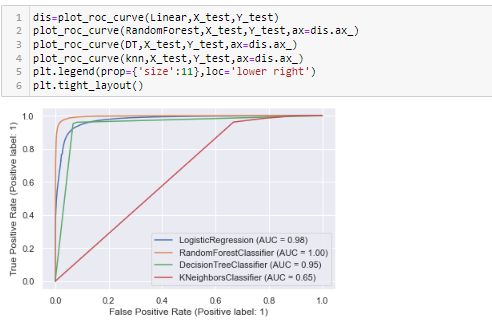 1 dis=plot_roc_curve(Linear,X_test,Y_test)
2 plot_roc_curve(RandomForest,X_test,Y_test,ax=dis.ax_)
3 plot_roc_curve(DT,X_test,Y_test,ax=dis.ax_)
4 plot_roc_curve(knn,X_test,Y_test,ax=dis.ax_)
5 plt.legend(prop={'size':11},loc='lower right')
6 plt.tight_layout()
True Positive Rate (Positive label: 1)
1.0
0.8
0.6
0.4
0.2
0.0
LogisticRegression (AUC = 0.98)
RandomForestClassifier (AUC = 1.00)
DecisionTreeClassifier (AUC = 0.95)
KNeighborsClassifier (AUC = 0.65)
0.0 0.2 0.4 0.6 0.8 1.0
False Positive Rate (Positive label: 1)